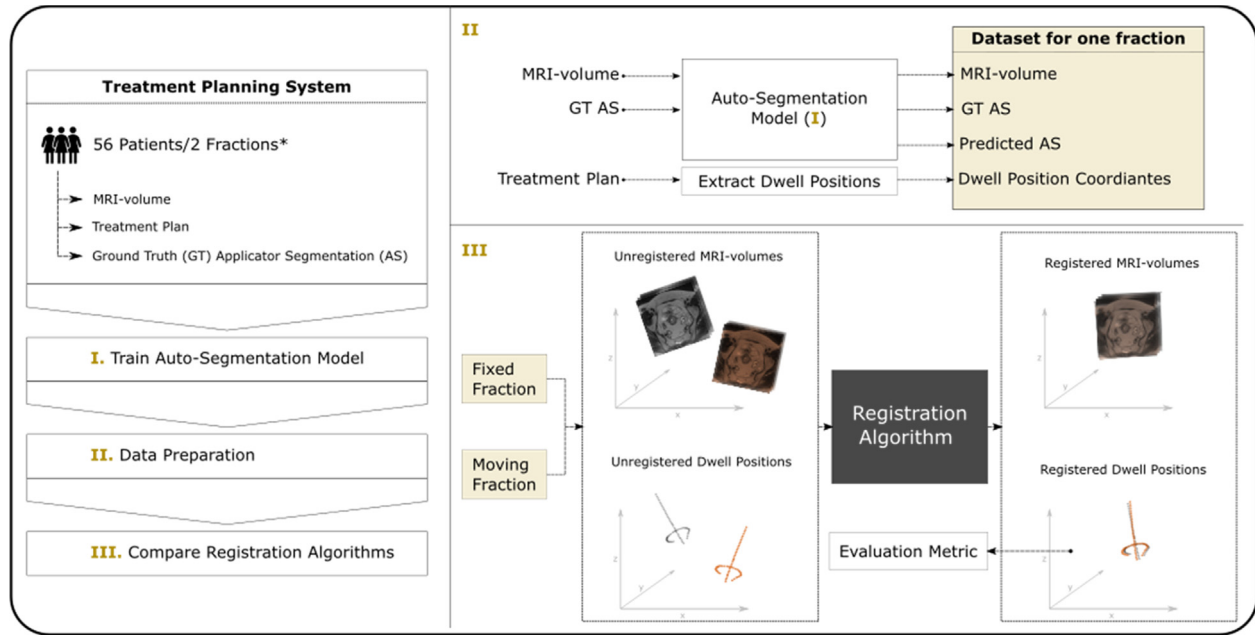 Treatment Planning System
56 Patients/2 Fractions*
MRI-volume
Treatment Plan
Ground Truth (GT) Applicator Segmentation (AS)
I. Train Auto-Segmentation Model
II. Data Preparation
III. Compare Registration Algorithms
II
MRI-volume
GT AS
Auto-Segmentation
Model (I)
Treatment Plan
Extract Dwell Positions
Dataset for one fraction
MRI-volume
GT AS
Predicted AS
Dwell Position Coordiantes
III
Fixed
Fraction
Moving
Fraction
Unregistered MRI-volumes
z
y
x
Unregistered Dwell Positions
z
y
x
Registration
Algorithm
Evaluation Metric
Registered MRI-volumes
z
y
x
Registered Dwell Positions
z
y
x